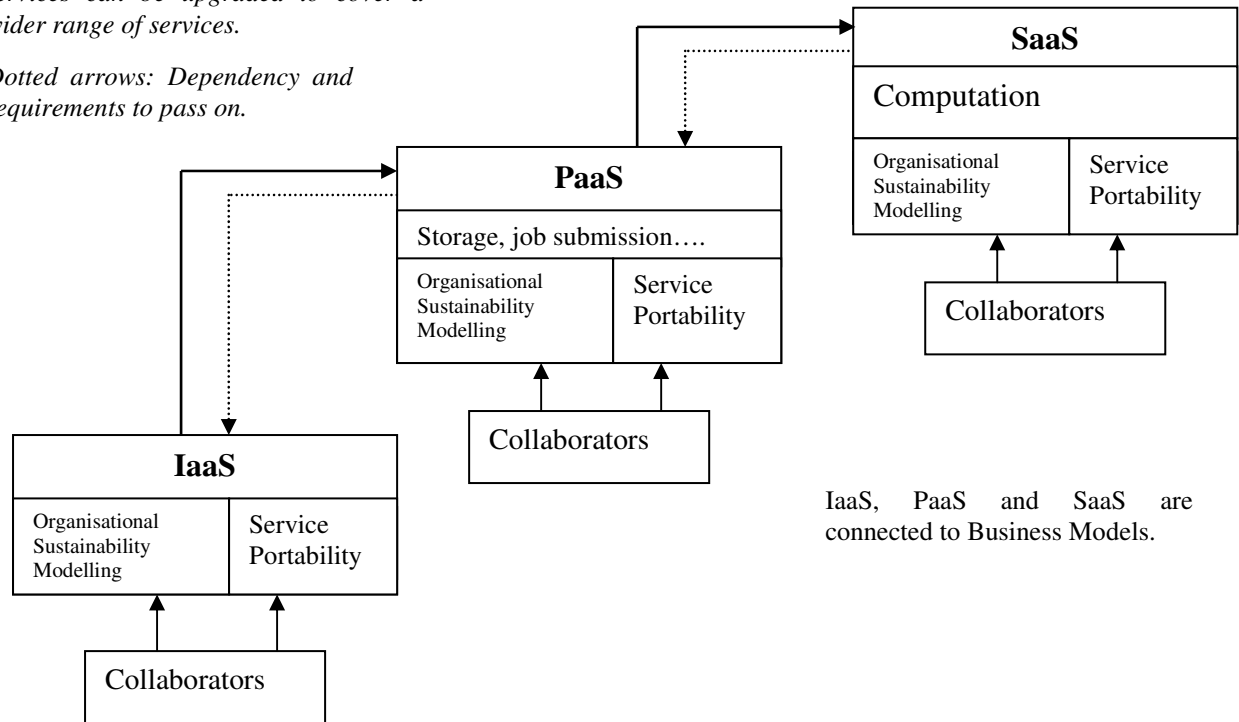 services can be upgraded to cover a
wider range of services.
Dotted arrows: Dependency and
requirements to pass on.
SaaS
Computation
Organisational
Sustainability
Modelling
Service
Portability
Collaborators
PaaS
Storage, job submission….
Organisational
Sustainability
Modelling
Service
Portability
Collaborators
IaaS
Organisational
Sustainability
Modelling
Service
Portability
Collaborators
IaaS, PaaS and SaaS are
connected to Business Models.